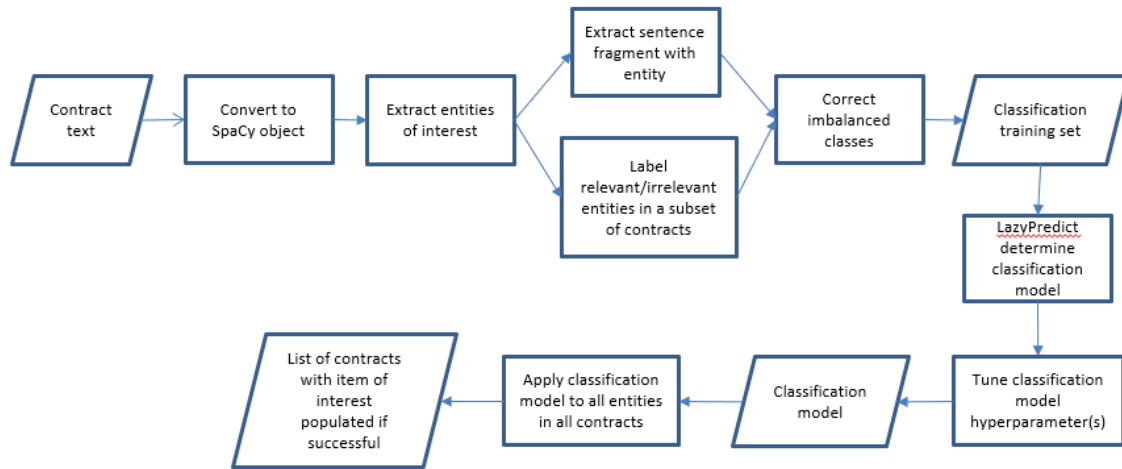 Contract
text
Convert to
SpaCy object
Extract entities
of interest
Extract sentence
fragment with
entity
Label
relevant/irrelevant
entities in a subset
of contracts
Correct
imbalanced
classes
Classification
training set
LazyPredict
determine
classification
model
Tune classification
model
hyperparameter(s)
Classification
model
Apply classification
model to all entities
in all contracts
List of contracts
with item of
interest
populated if
successful